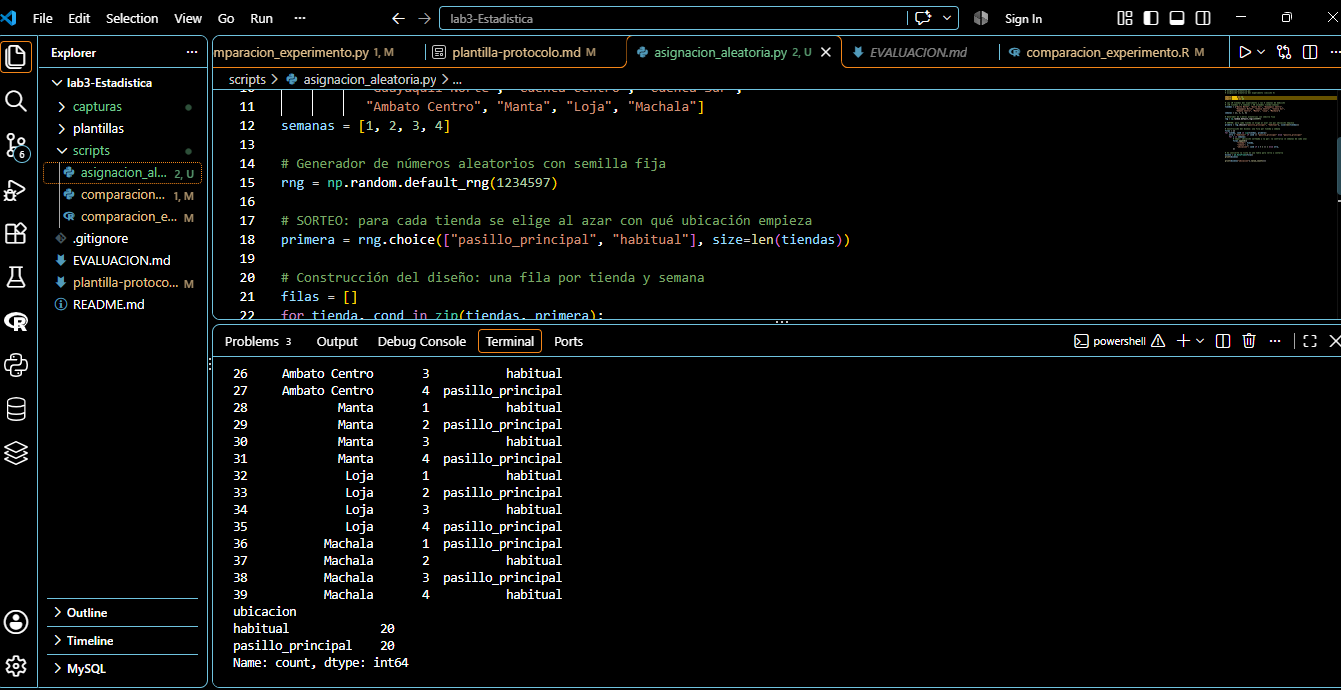 File Edit Selection View Go Run ··· lab3-Estadistica Sign In
Explorer ···
lab3-Estadistica
capturas
plantillas
scripts
asignacion_al... 2, U
comparacion... 1, M
comparacion_e... M
.gitignore
EVALUACION.md
plantilla-protoco... M
README.md
Outline
Timeline
MySQL
6
mparacion_experimento.py 1, M plantilla-protocolo.md M asignacion_aleatoria.py 2, U EVALUACION.md comparacion_experimento.R M
scripts > asignacion_aleatoria.py > ...
11 "Ambato Centro", "Manta", "Loja", "Machala"]
12 semanas = [1, 2, 3, 4]
13
14 # Generador de números aleatorios con semilla fija
15 rng = np.random.default_rng(1234597)
16
17 # SORTEO: para cada tienda se elige al azar con qué ubicación empieza
18 primera = rng.choice(["pasillo_principal", "habitual"], size=len(tiendas))
19
20 # Construcción del diseño: una fila por tienda y semana
21 filas = []
22 for tienda, cond in zip(tiendas, primera):
Problems 3 Output Debug Console Terminal Ports powershell
26 Ambato Centro 3 habitual
27 Ambato Centro 4 pasillo_principal
28 Manta 1 habitual
29 Manta 2 pasillo_principal
30 Manta 3 habitual
31 Manta 4 pasillo_principal
32 Loja 1 habitual
33 Loja 2 pasillo_principal
34 Loja 3 habitual
35 Loja 4 pasillo_principal
36 Machala 1 pasillo_principal
37 Machala 2 habitual
38 Machala 3 pasillo_principal
39 Machala 4 habitual
ubicacion
habitual 20
pasillo_principal 20
Name: count, dtype: int64